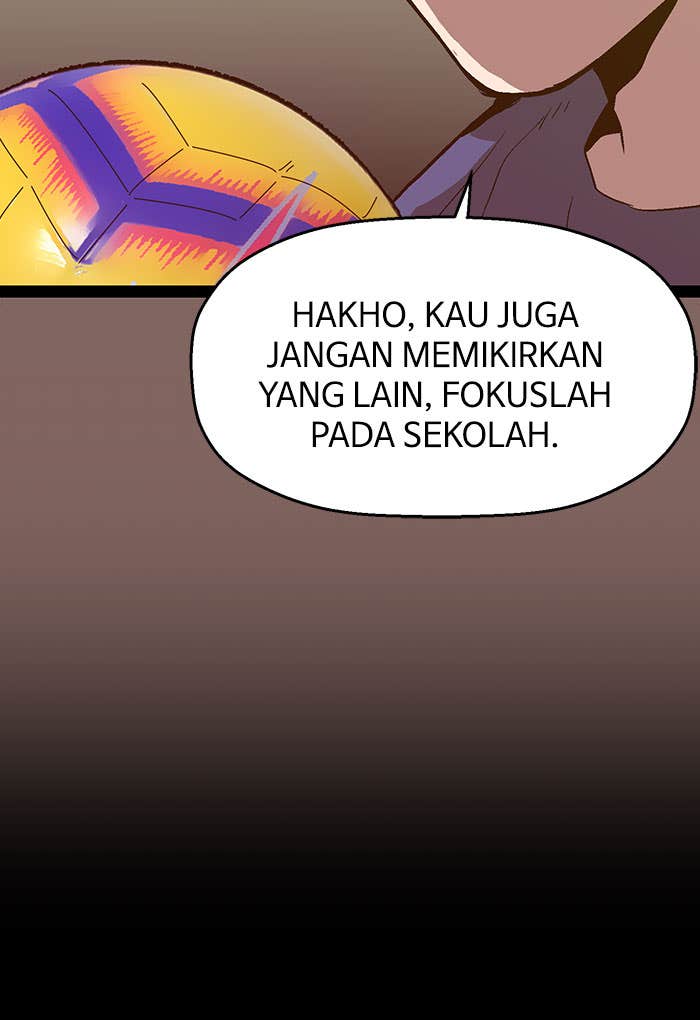 HAKHO, KAU JUGA
JANGAN MEMIKIRKAN
YANG LAIN, FOKUSLAH
PADA SEKOLAH.